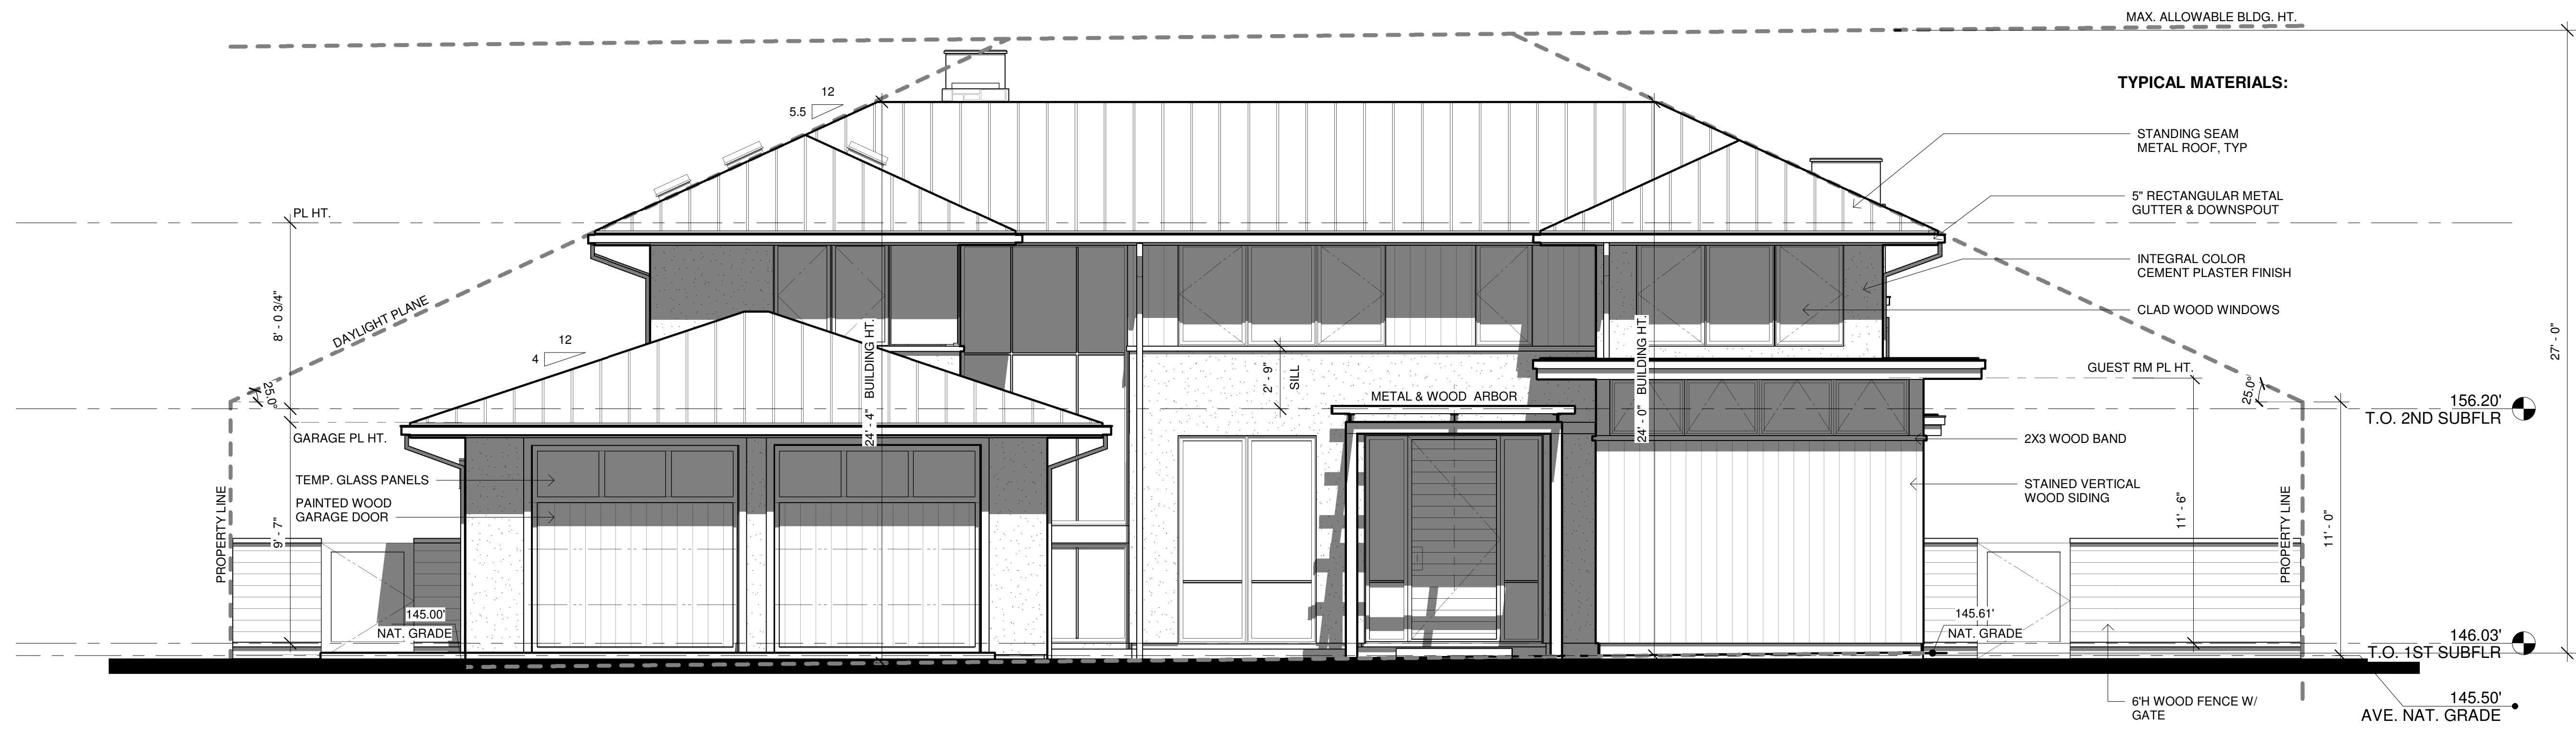 MAX. ALLOWABLE BLDG. HT.
TYPICAL MATERIALS:
12
5.5
STANDING SEAM
METAL ROOF, TYP
5" RECTANGULAR METAL
GUTTER & DOWNSPOUT
PL HT.
INTEGRAL COLOR
CEMENT PLASTER FINISH
CLAD WOOD WINDOWS
8' - 0 3/4"
DAYLIGHT PLANE
27' - 0"
12
4
24' - 4" BUILDING HT.
24' - 0" BUILDING HT.
2' - 9"
SILL
GUEST RM PL HT.
25.0°
25.0°
METAL & WOOD ARBOR
156.20'
T.O. 2ND SUBFLR
GARAGE PL HT.
2X3 WOOD BAND
TEMP. GLASS PANELS
PAINTED WOOD
GARAGE DOOR
STAINED VERTICAL
WOOD SIDING
PROPERTY LINE
9' - 7"
11' - 6"
PROPERTY LINE
11' - 0"
145.00'
NAT. GRADE
145.61'
NAT. GRADE
146.03'
T.O. 1ST SUBFLR
6'H WOOD FENCE W/
GATE
145.50'
AVE. NAT. GRADE